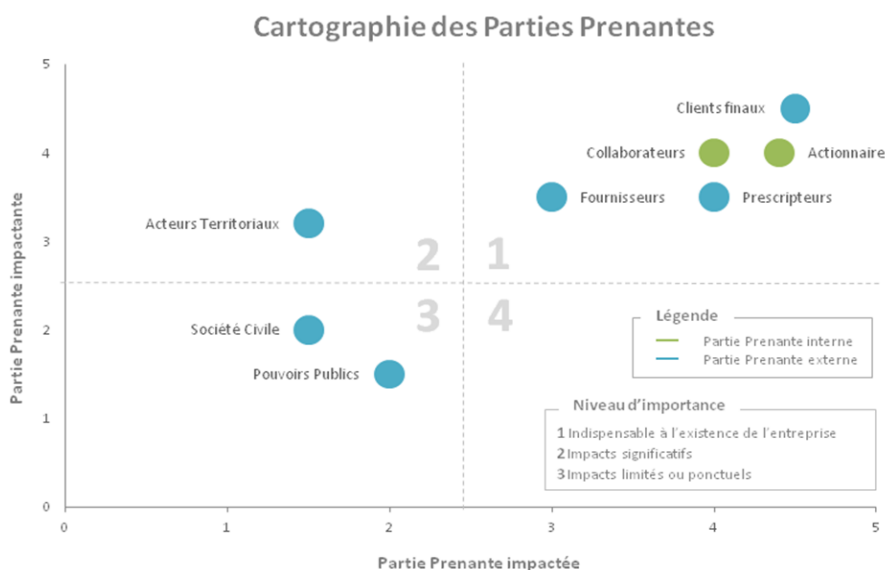 Cartographie des Parties Prenantes
5
4
3
2
1
0
Partie Prenante impactante
Clients finaux
Collaborateurs
Actionnaire
Fournisseurs
Prescripteurs
Acteurs Territoriaux
2 1
3 4
Société Civile
Pouvoirs Publics
Légende
Partie Prenante interne
Partie Prenante externe
Niveau d'importance
1 Indispensable à l'existence de l'entreprise
2 Impacts significatifs
3 Impacts limités ou ponctuels
0 1 2 3 4 5
Partie Prenante impactée